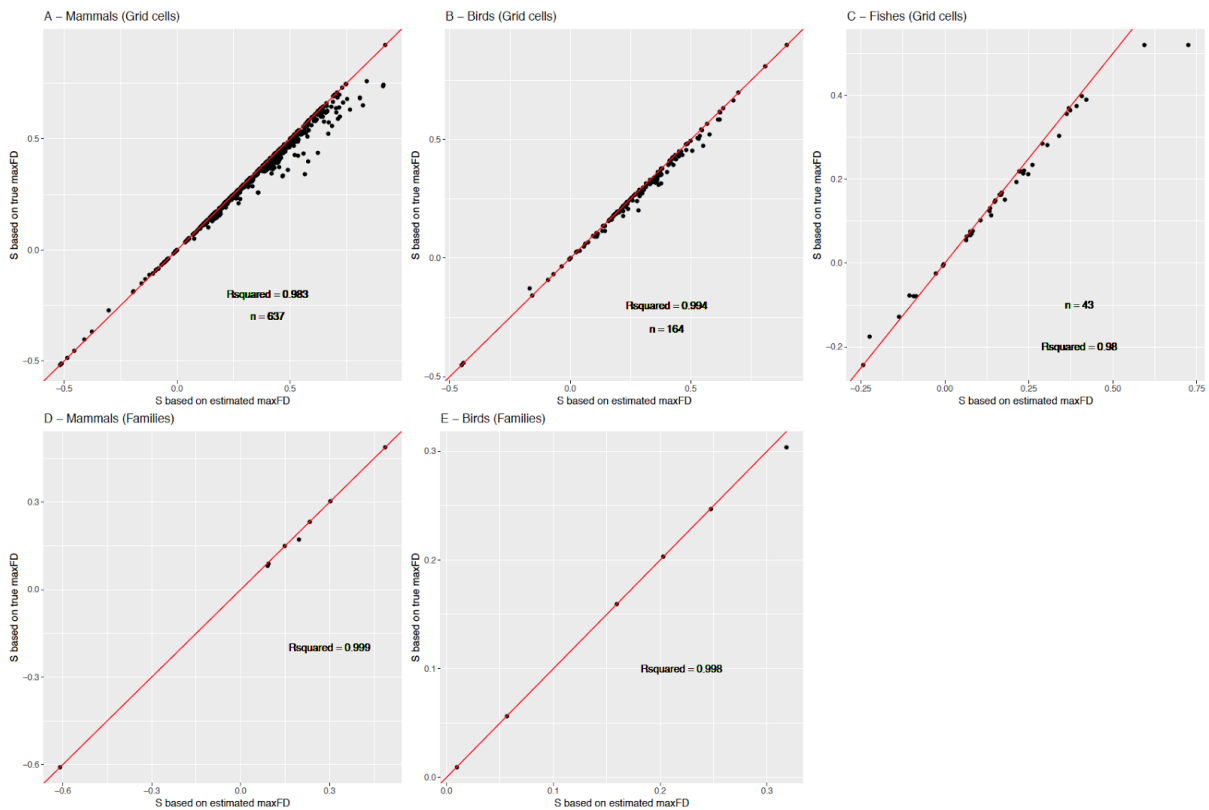 A – Mammals (Grid cells)
B – Birds (Grid cells)
C – Fishes (Grid cells)
S based on true maxFD
0.5
0.0
−0.5
Rsquared = 0.983
n = 637
−0.5
0.0
0.5
S based on estimated maxFD
S based on true maxFD
0.5
0.0
−0.5
Rsquared = 0.994
n = 164
−0.5
0.0
0.5
S based on estimated maxFD
S based on true maxFD
0.4
0.2
0.0
−0.2
n = 43
Rsquared = 0.98
−0.25
0.00
0.25
0.50
0.75
S based on estimated maxFD
D – Mammals (Families)
E – Birds (Families)
S based on true maxFD
0.3
0.0
−0.3
−0.6
Rsquared = 0.999
−0.6
−0.3
0.0
0.3
S based on estimated maxFD
S based on true maxFD
0.3
0.2
0.1
0.0
Rsquared = 0.998
0.0
0.1
0.2
0.3
S based on estimated maxFD